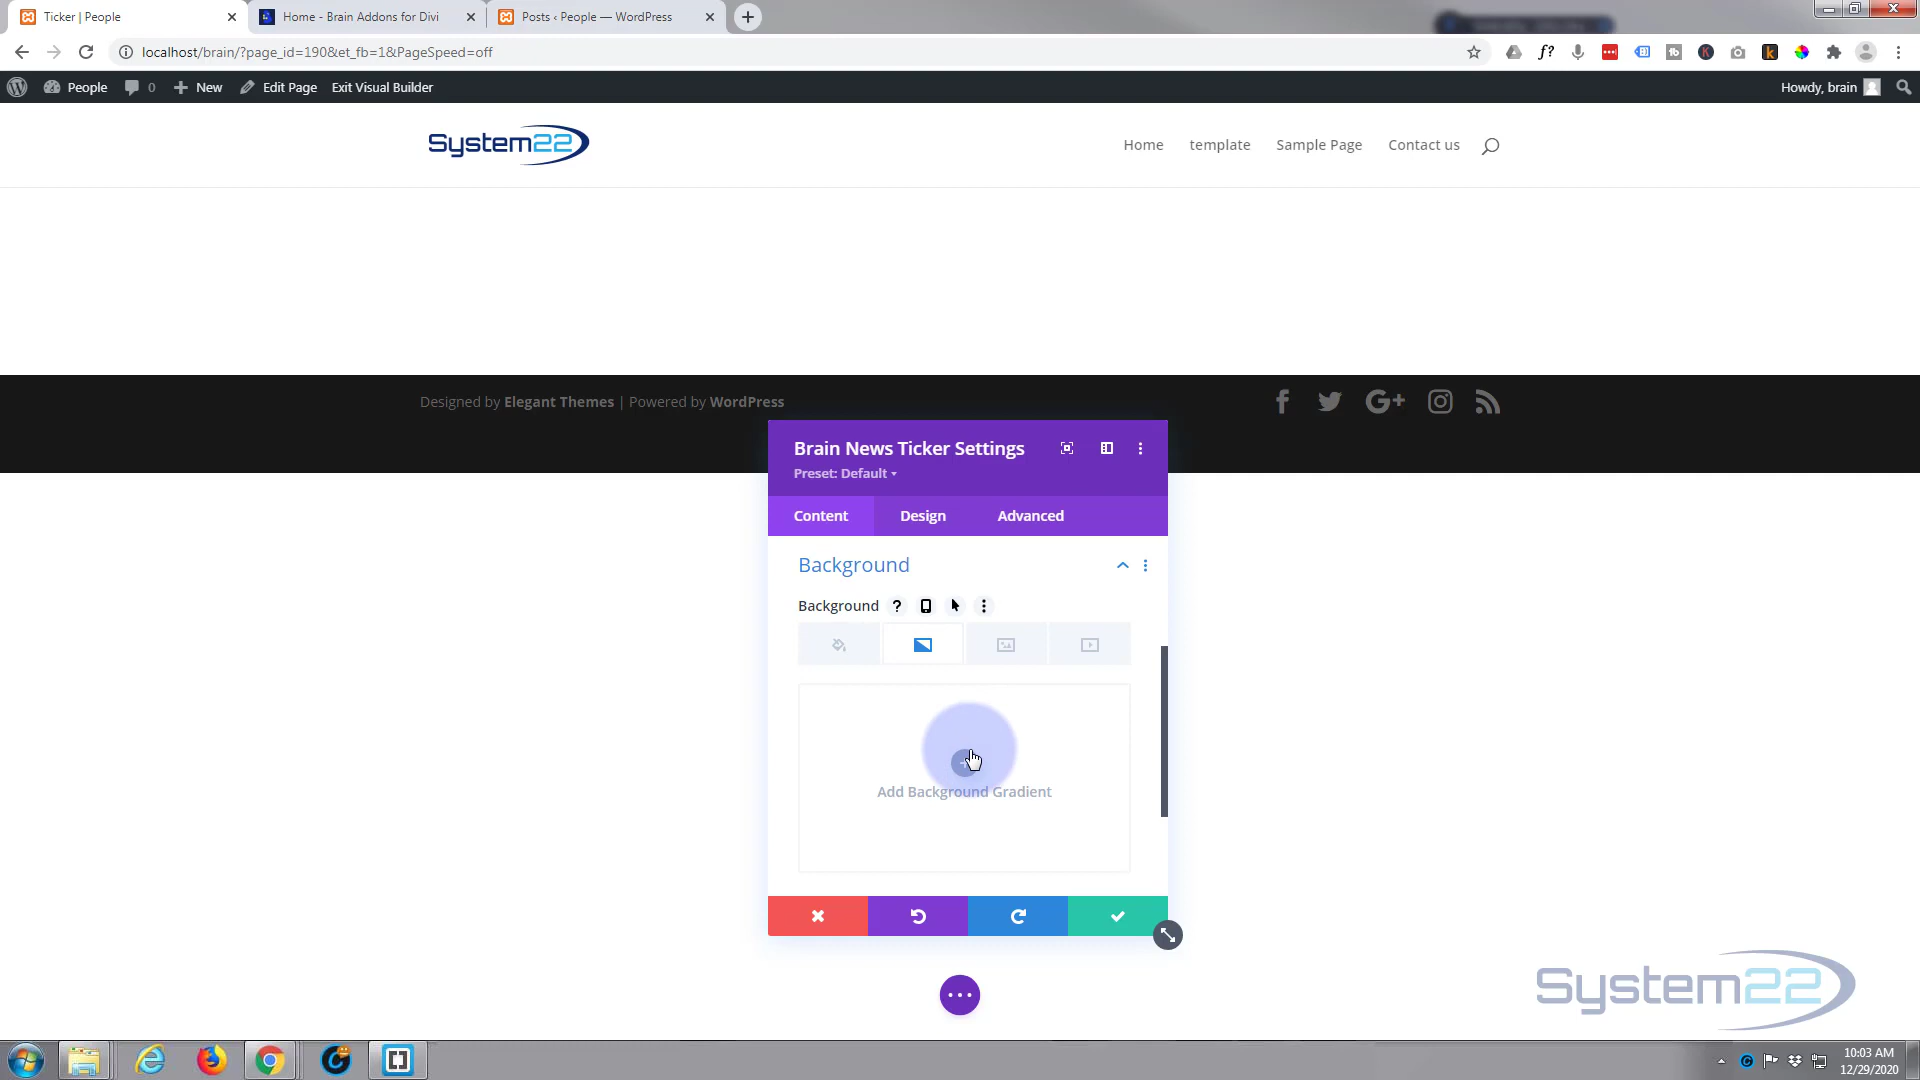 Ticker | People
Home - Brain Addons for Divi
Posts ‹ People — WordPress
localhost/brain/?page_id=190&et_fb=1&PageSpeed=off
People 0 New Edit Page Exit Visual Builder
Howdy, brain
System22
Home template Sample Page Contact us
Designed by Elegant Themes | Powered by WordPress
Brain News Ticker Settings
Preset: Default
Content Design Advanced
Background
Background ?
Add Background Gradient
System22
10:03 AM
12/29/2020